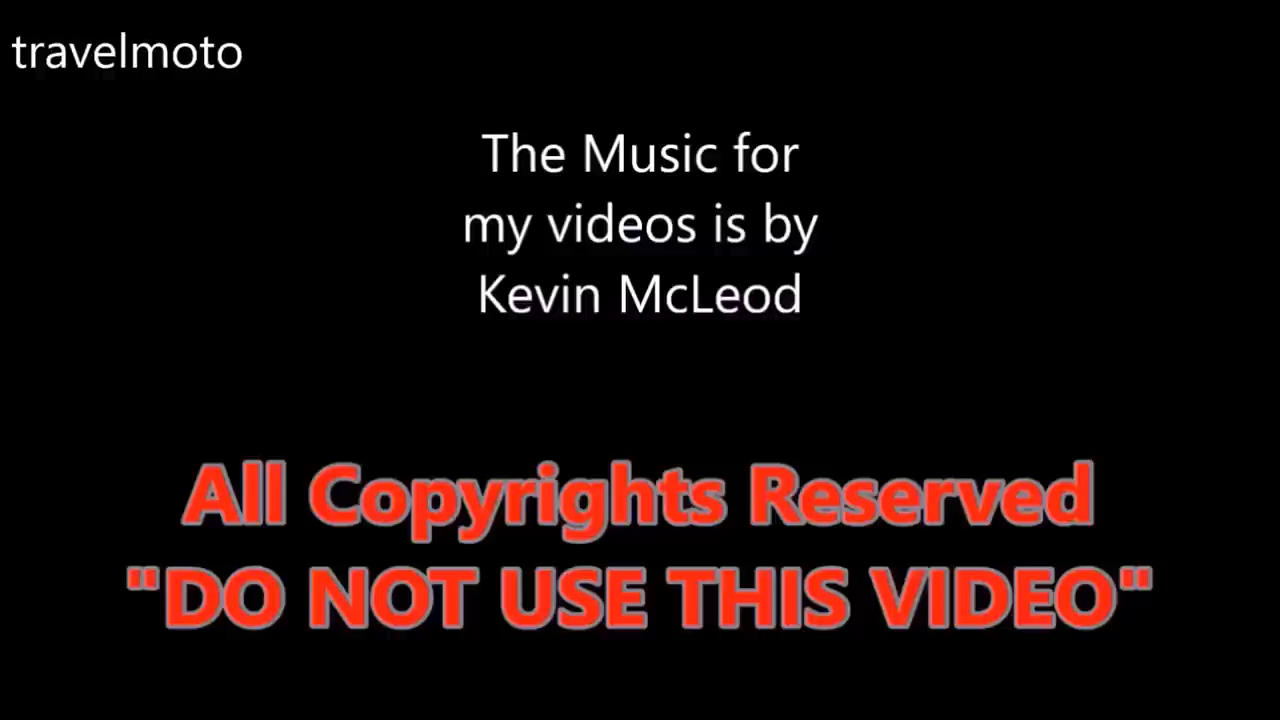 travelmoto
The Music for
my videos is by
Kevin McLeod
All Copyrights Reserved
"DO NOT USE THIS VIDEO"